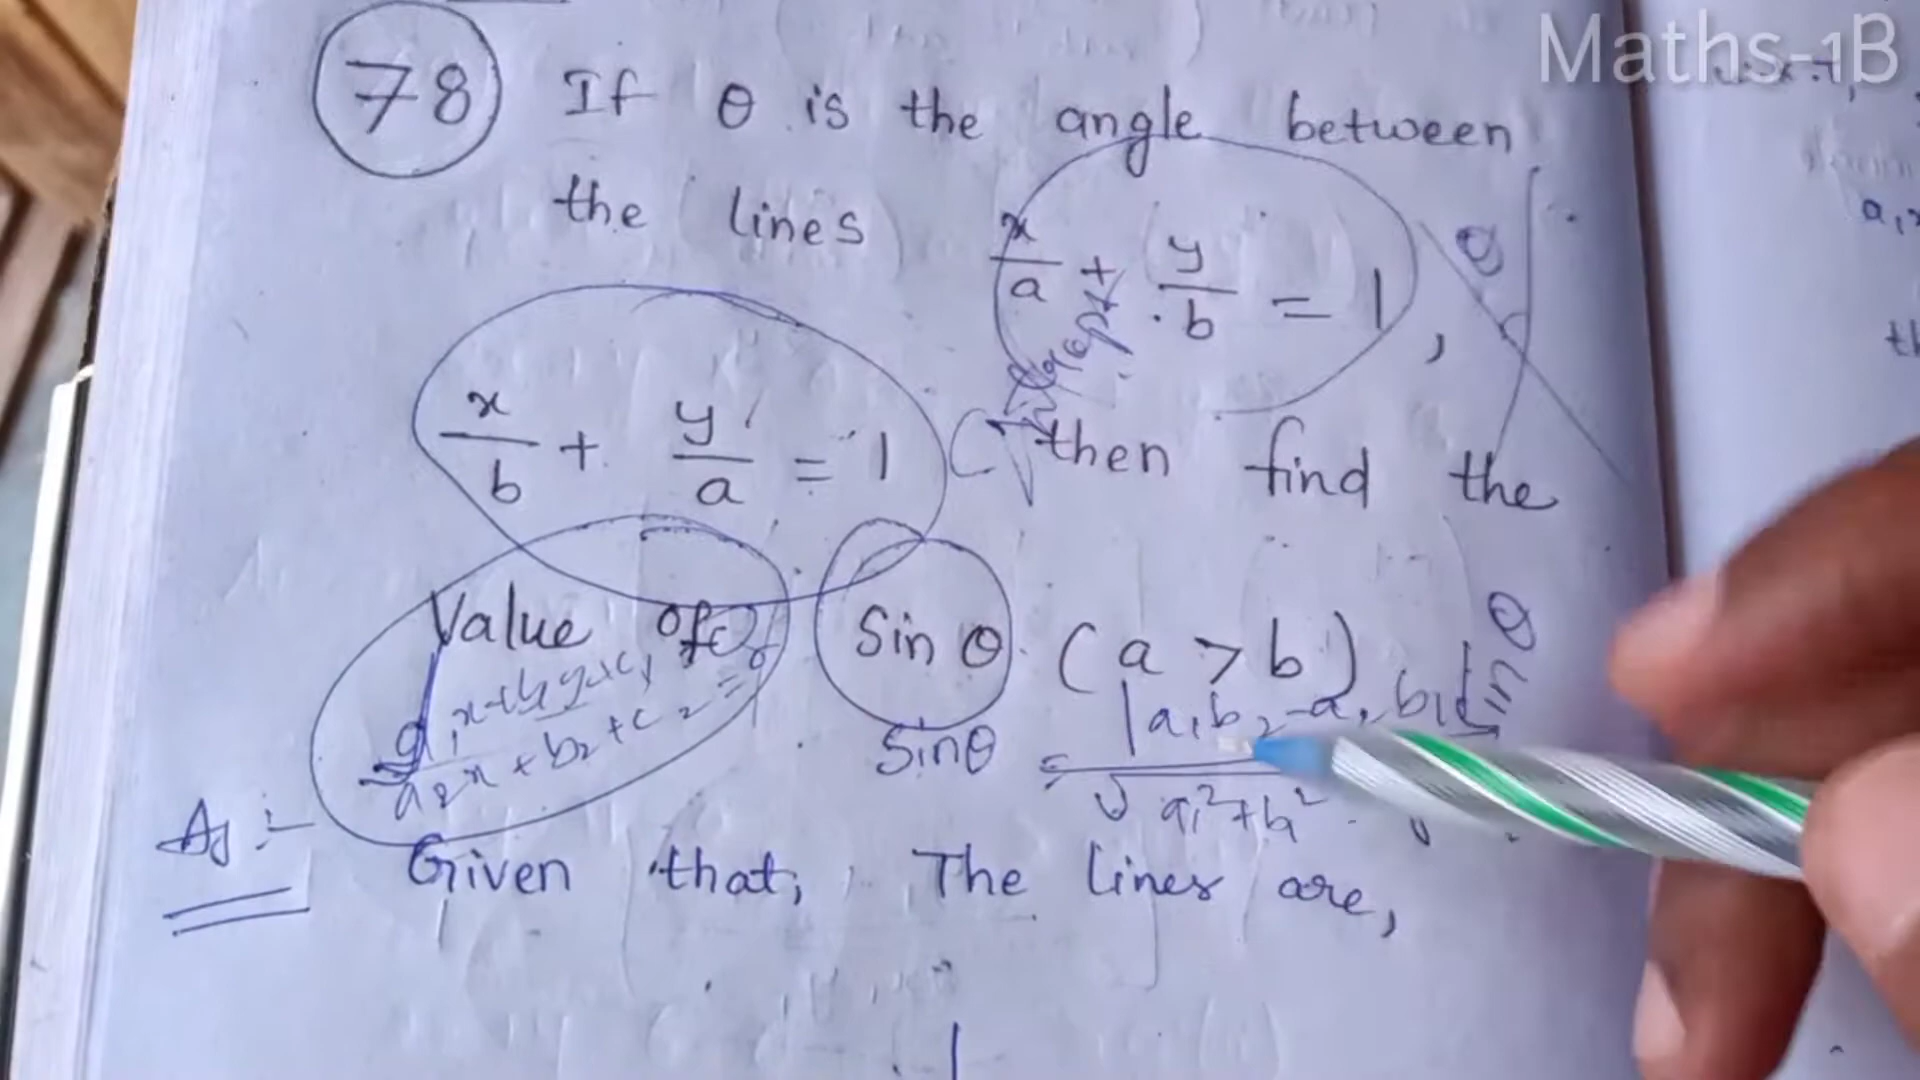 Maths-1B
78 If θ is the angle between
the lines x/a + y/b = 1,
x/b + y/a = 1 then find the
Intercept
θ
Value of Sin θ (a > b)
Sinθ = |a₁b₂ - a₂b₁| / √a₁²+b₁²
Given that, The lines are,